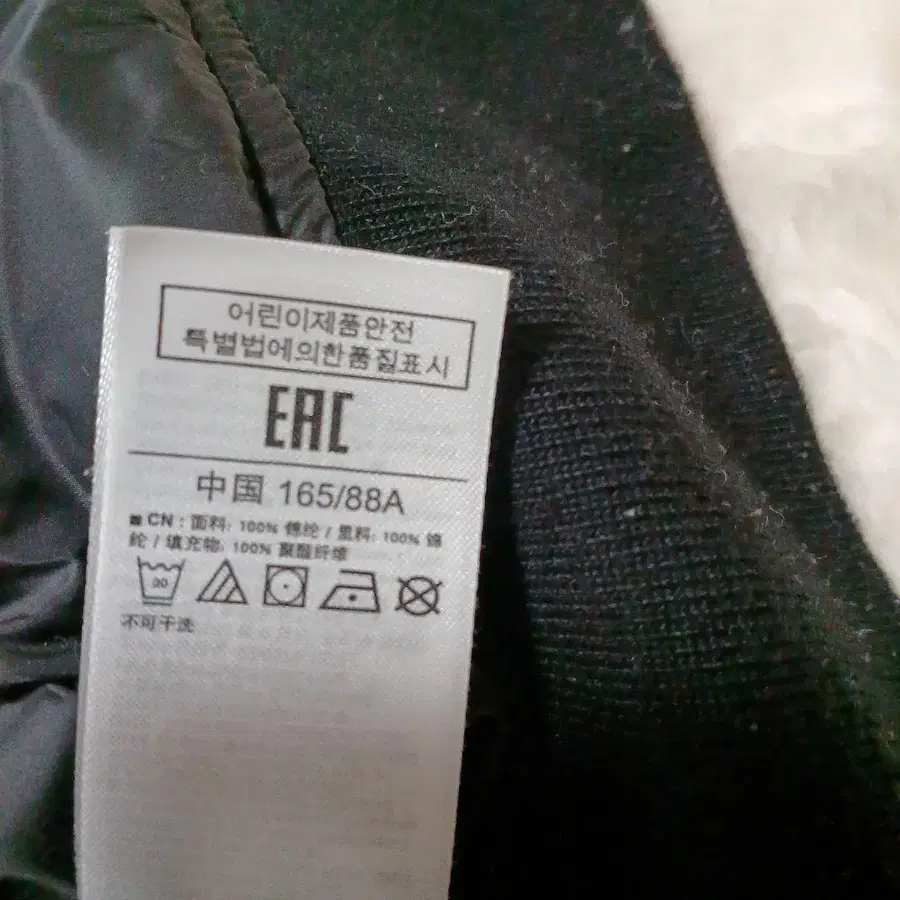 어린이제품안전
특별법에의한품질표시
EAC
中国 165/88A
■ CN : 面料: 100% 锦纶 / 里料: 100% 锦
纶 / 填充物: 100% 聚酯纤维
30
不可干洗